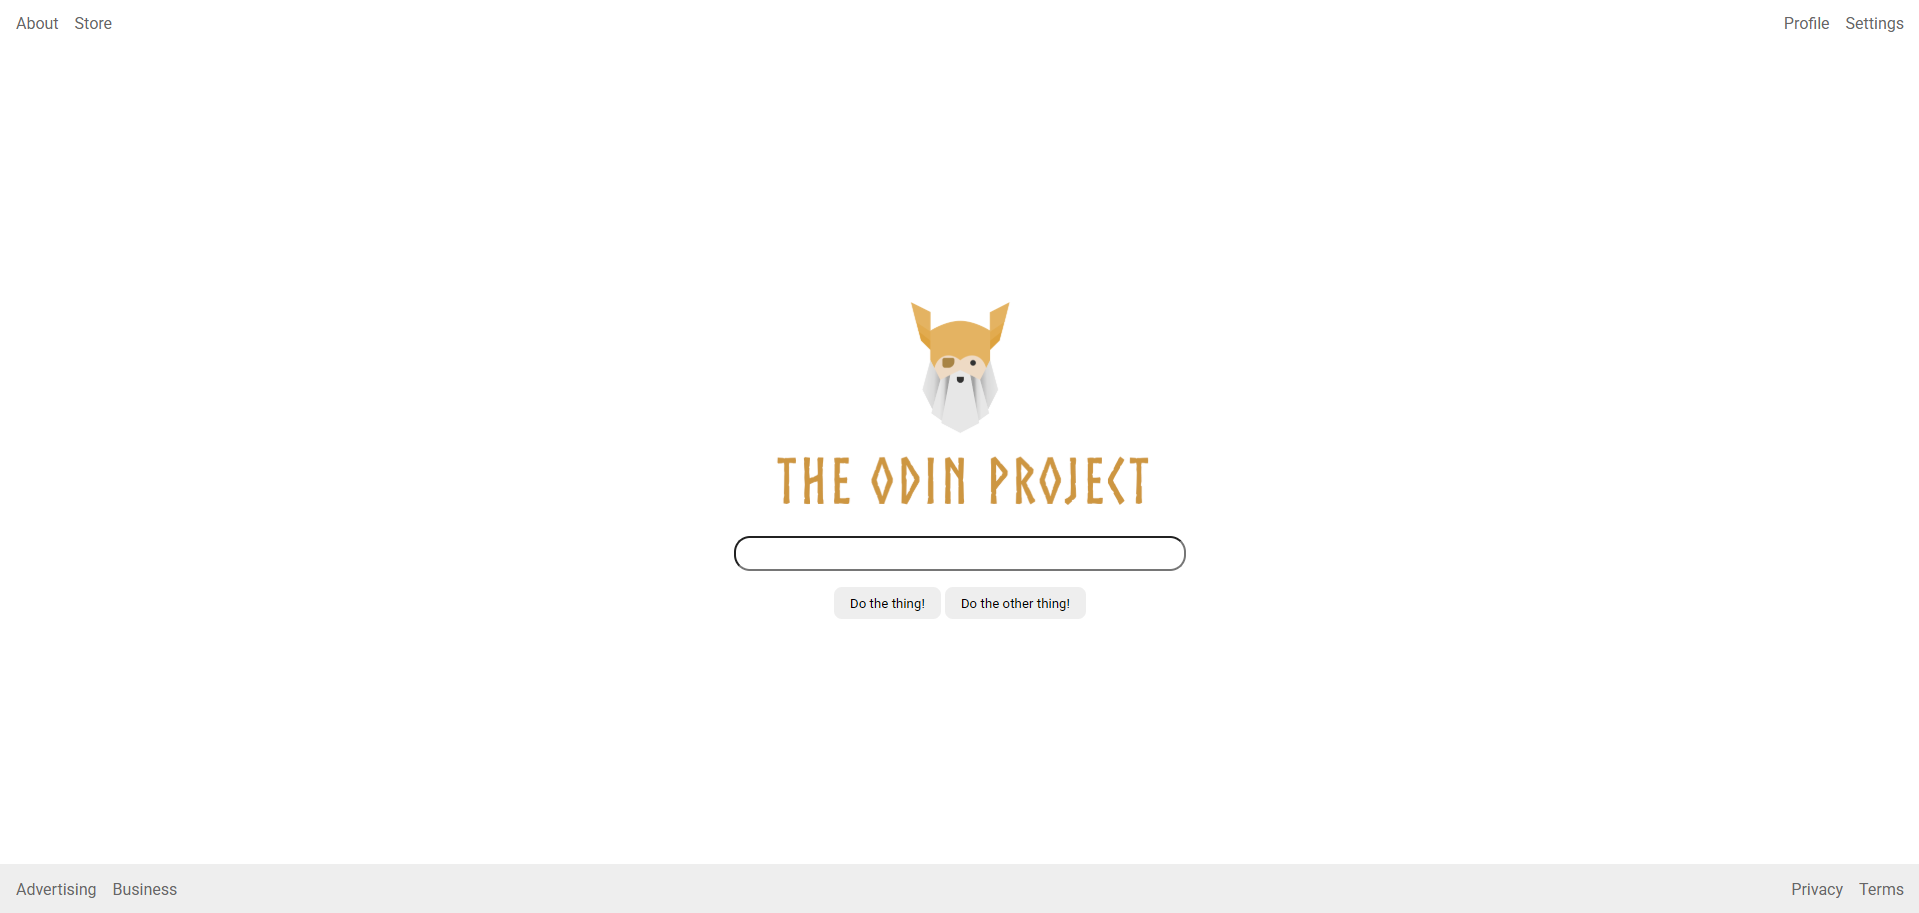 About Store Profile Settings
THE ODIN PROJECT
Do the thing! Do the other thing!
Advertising Business Privacy Terms